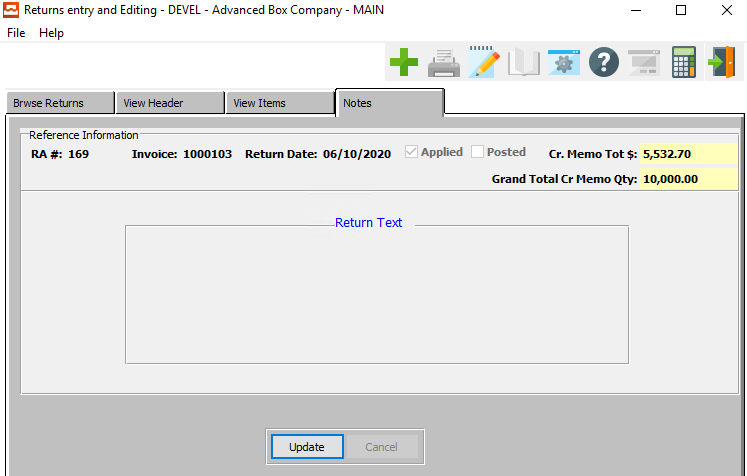 Returns entry and Editing - DEVEL - Advanced Box Company - MAIN
File Help
Brwse Returns View Header View Items Notes
Reference Information
RA #: 169 Invoice: 1000103 Return Date: 06/10/2020 Applied Posted Cr. Memo Tot $: 5,532.70
Grand Total Cr Memo Qty: 10,000.00
Return Text
Update Cancel